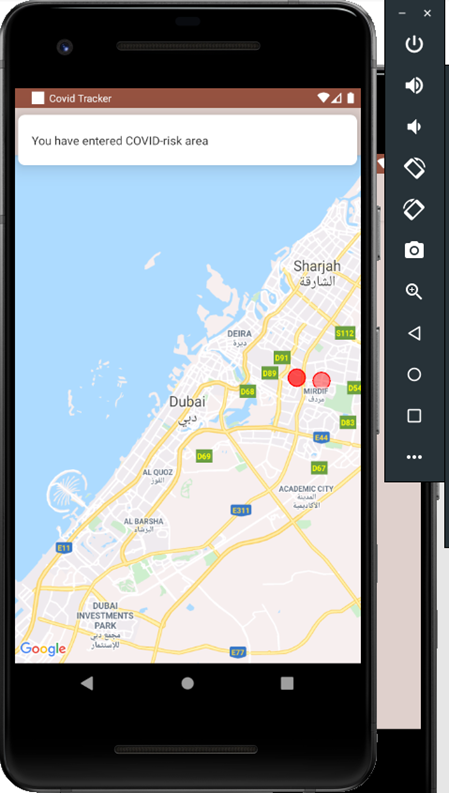 Covid Tracker
You have entered COVID-risk area
Sharjah
الشارقة
S112
DEIRA
ديرة
D91
D89
D68
MIRDIF
مردف
D54
D83
Dubai
دبي
E44
D69
D67
AL QUOZ
القوز
ACADEMIC CITY
المدينة
الاكاديمية
E311
AL BARSHA
البرشاء
E11
DUBAI
INVESTMENTS
PARK
مجمع دبي
للإستثمار
Google
E77